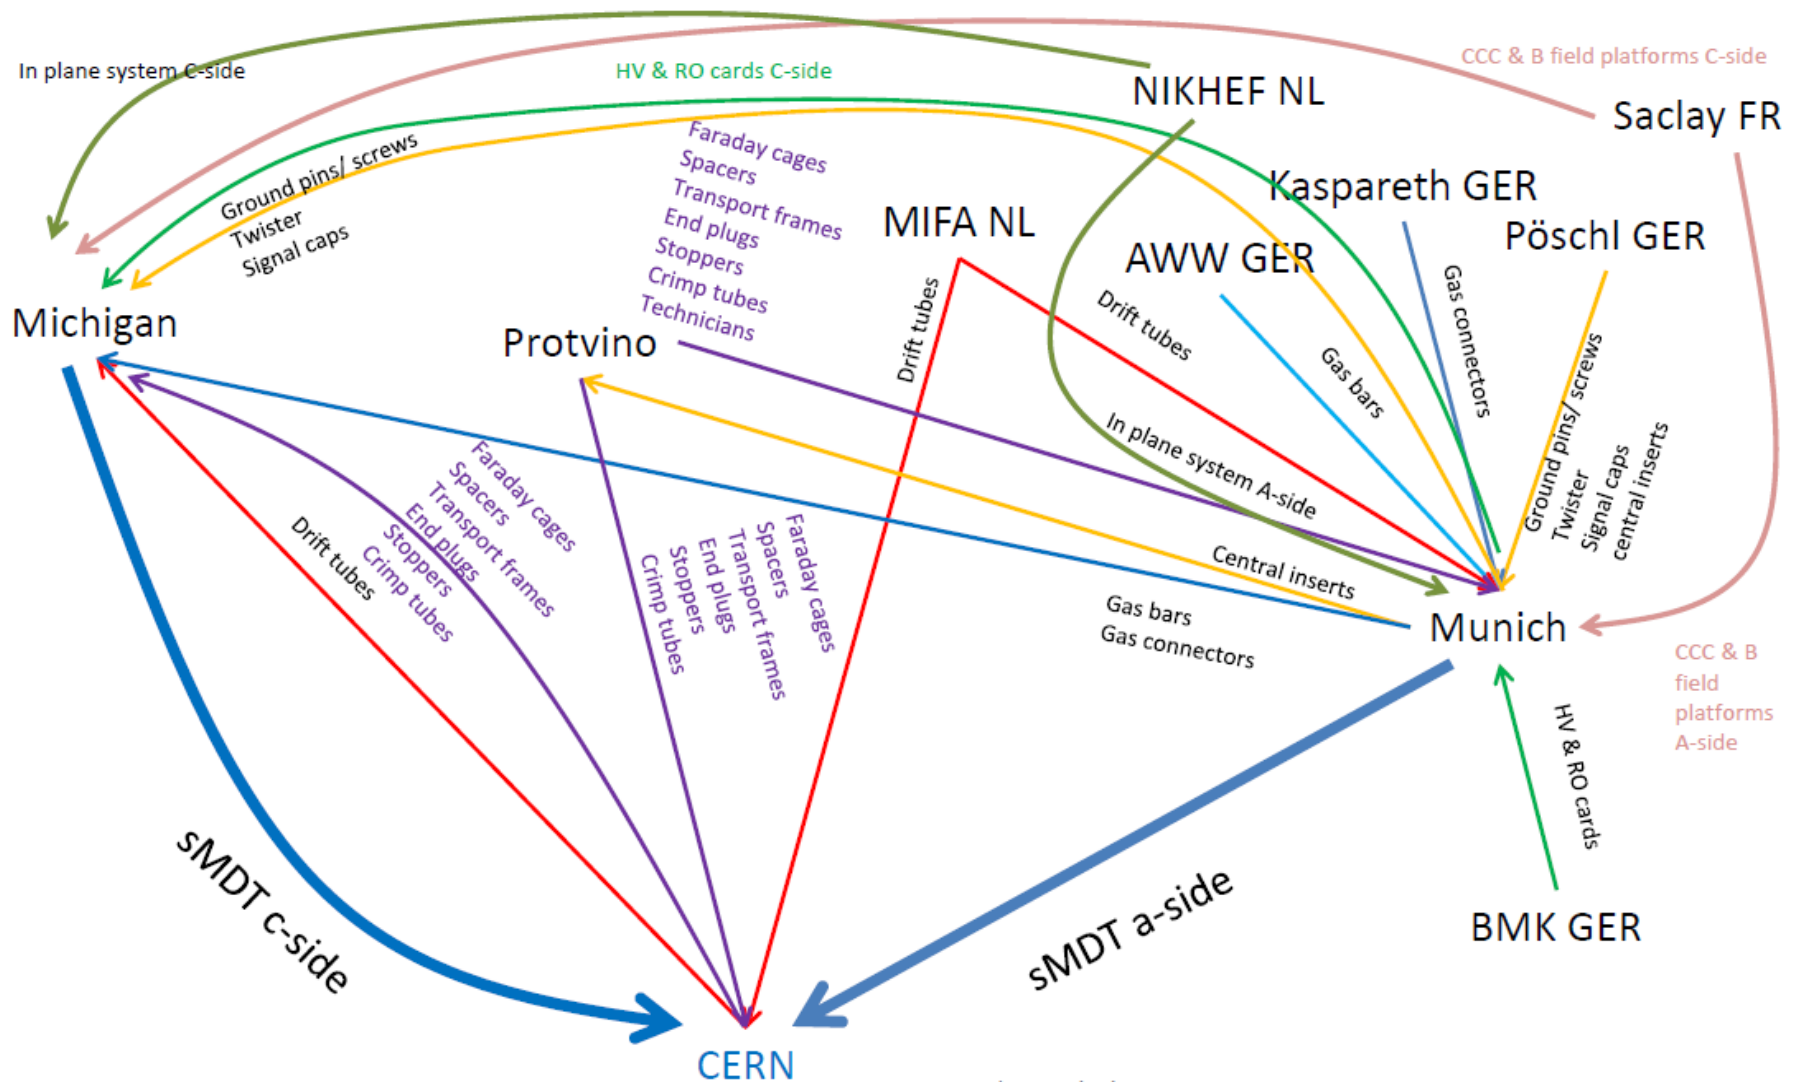 In plane system C-side
HV & RO cards C-side
CCC & B field platforms C-side
NIKHEF NL
Saclay FR
Ground pins/ screws
Twister
Signal caps
Faraday cages
Spacers
Transport frames
End plugs
Stoppers
Crimp tubes
Technicians
MIFA NL
Kaspareth GER
AWW GER
Pöschl GER
Michigan
Protvino
Drift tubes
Drift tubes
Gas bars
Gas connectors
Ground pins/ screws
Twister
Signal caps
central inserts
In plane system A-side
Faraday cages
Spacers
Transport frames
End plugs
Stoppers
Crimp tubes
Drift tubes
Faraday cages
Spacers
Transport frames
End plugs
Stoppers
Crimp tubes
Central inserts
Gas bars
Gas connectors
Munich
CCC & B
field
platforms
A-side
HV & RO cards
sMDT c-side
sMDT a-side
BMK GER
CERN